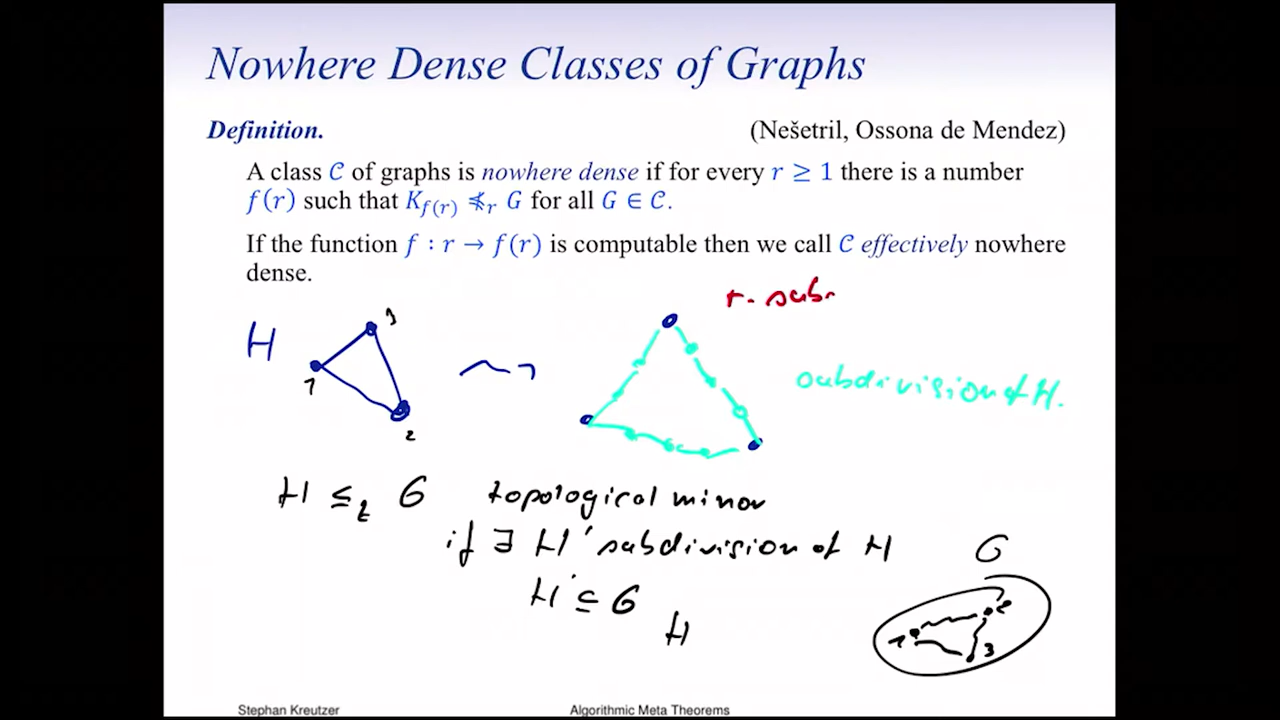 Nowhere Dense Classes of Graphs
Definition. (Nešetril, Ossona de Mendez)
A class 𝒞 of graphs is nowhere dense if for every r ≥ 1 there is a number
f(r) such that K_{f(r)} ⋠_r G for all G ∈ 𝒞.
If the function f : r → f(r) is computable then we call 𝒞 effectively nowhere
dense.
r-sub.
H
1
2
3
subdivision of H.
H ≤_t G topological minor
if ∃ H' subdivision of H
H' ⊆ G
H
G
1
2
3
Stephan Kreutzer Algorithmic Meta Theorems